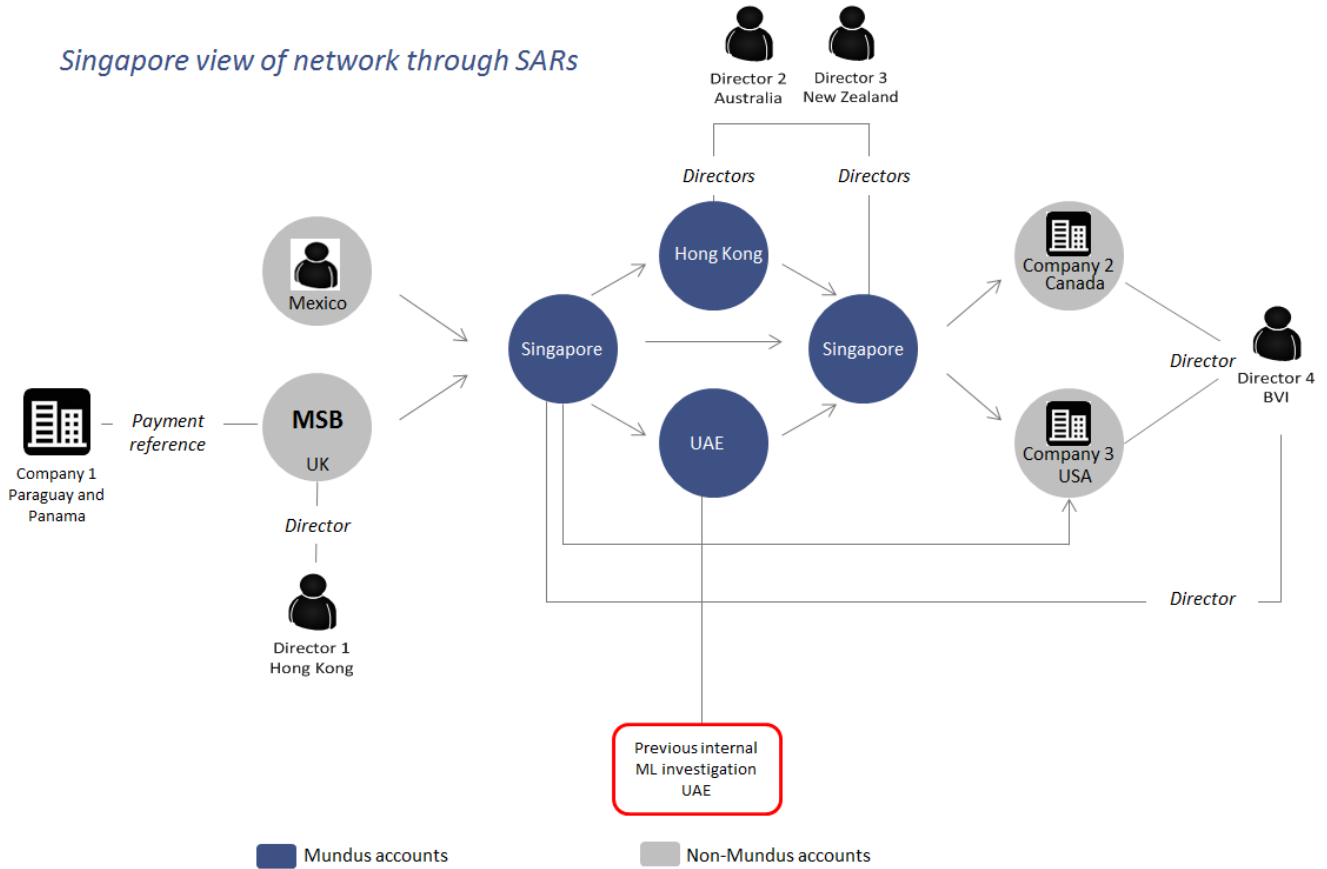 Singapore view of network through SARs
Director 2
Australia
Director 3
New Zealand
Directors
Directors
Mexico
Hong Kong
Company 2
Canada
Singapore
Singapore
Director
Director 4
BVI
Company 1
Paraguay and
Panama
Payment
reference
MSB
UK
UAE
Company 3
USA
Director
Director 1
Hong Kong
Director
Previous internal
ML investigation
UAE
Mundus accounts
Non-Mundus accounts